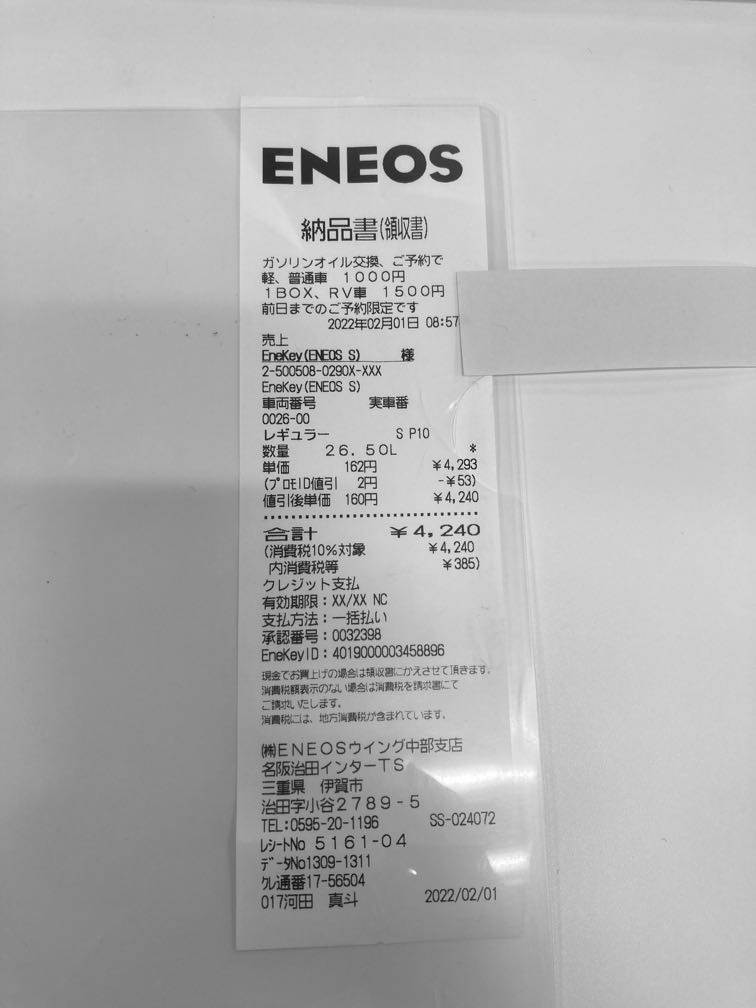 ENEOS
納品書(領収書)
ガソリンオイル交換、ご予約で
軽、普通車 1000円
1BOX、RV車 1500円
前日までのご予約限定です
2022年02月01日 08:57
売上
EneKey(ENEOS S) 様
2-500508-0290X-XXX
EneKey(ENEOS S)
車両番号 実車番
0026-00
レギュラー S P10
数量 26.50L *
単価 162円 ¥4,293
(プロモID値引 2円 -¥53)
値引後単価 160円 ¥4,240
合計 ¥4,240
(消費税10%対象 ¥4,240
内消費税等 ¥385)
クレジット支払
有効期限:XX/XX NC
支払方法:一括払い
承認番号:0032398
EneKeyID:4019000003458896
現金でお買上げの場合は領収書にかえさせて頂きます。
消費税額表示のない場合は消費税を請求書にて
ご請求いたします。
消費税には、地方消費税が含まれています。
㈱ENEOSウイング中部支店
名阪治田インターTS
三重県 伊賀市
治田字小谷2789-5
TEL:0595-20-1196 SS-024072
レシートNo 5161-04
データNo1309-1311
クレ通番17-56504
017河田 真斗 2022/02/01